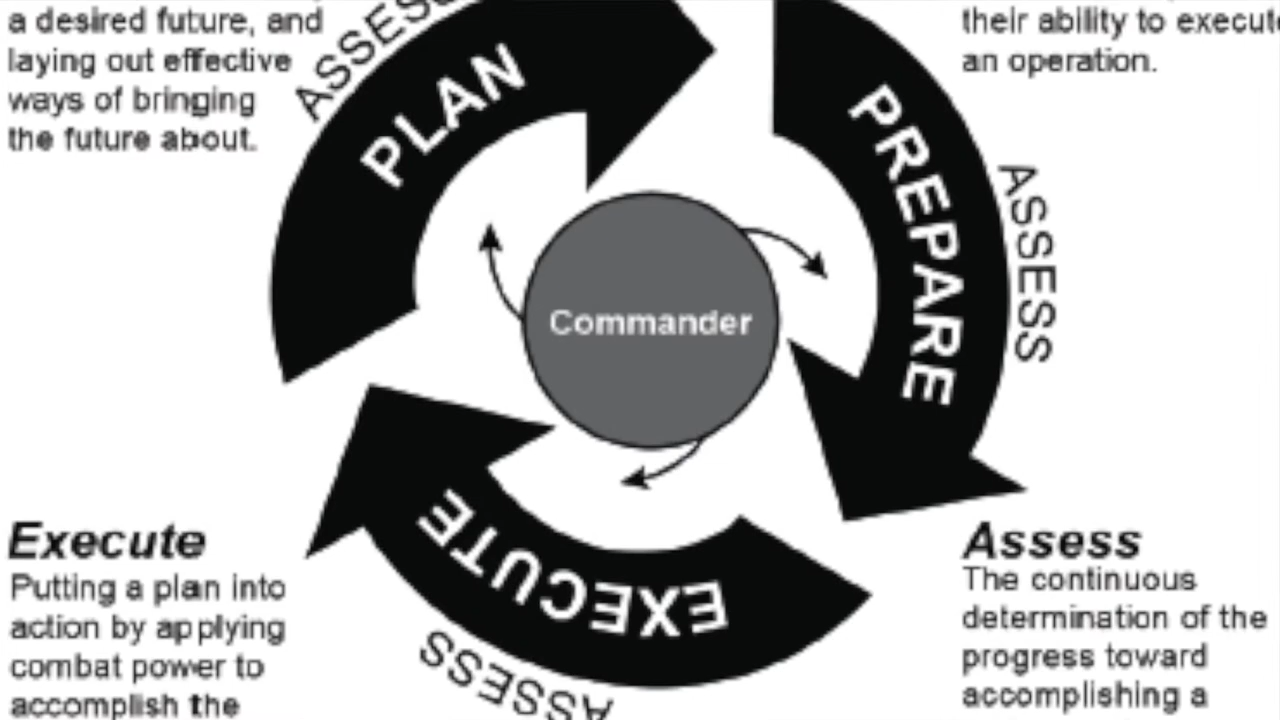 a desired future, and
laying out effective
ways of bringing
the future about.
their ability to execute
an operation.
ASSESS
PLAN
PREPARE
ASSESS
Commander
EXECUTE
ASSESS
Execute
Putting a plan into
action by applying
combat power to
accomplish the
Assess
The continuous
determination of the
progress toward
accomplishing a